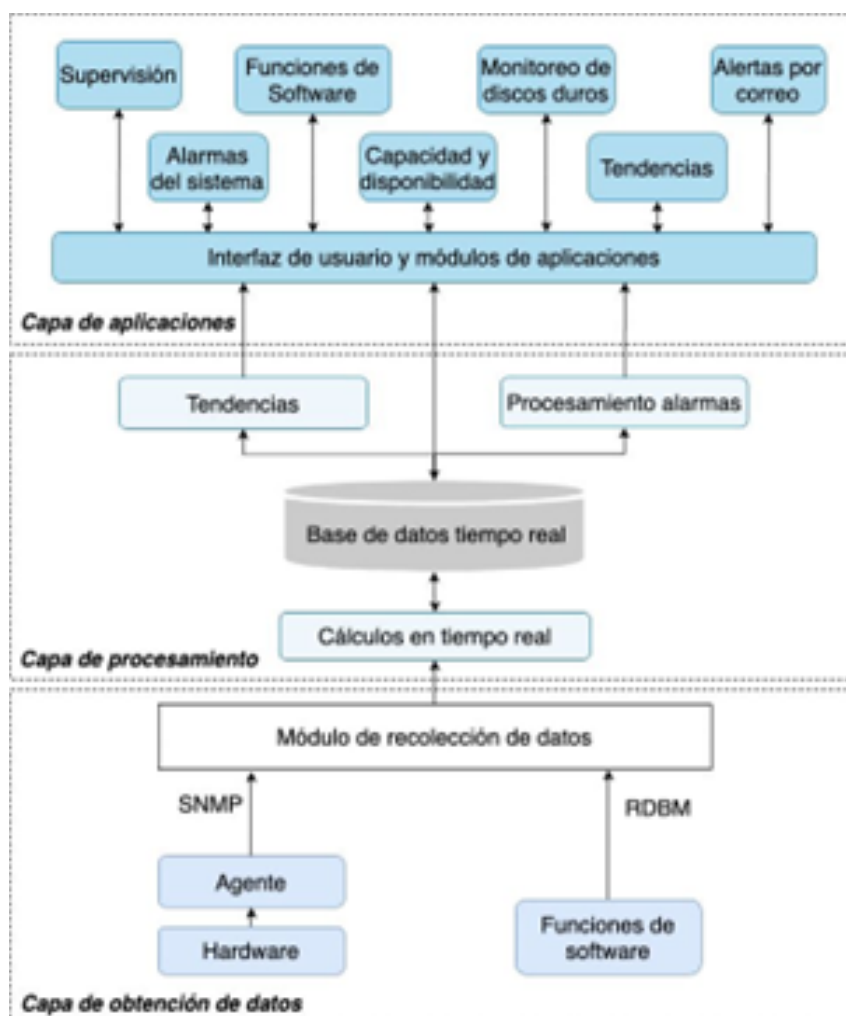 Supervisión
Funciones de
Software
Monitoreo de
discos duros
Alertas por
correo
Alarmas
del sistema
Capacidad y
disponibilidad
Tendencias
Interfaz de usuario y módulos de aplicaciones
Capa de aplicaciones
Tendencias
Procesamiento alarmas
Base de datos tiempo real
Cálculos en tiempo real
Capa de procesamiento
Módulo de recolección de datos
SNMP
RDBM
Agente
Hardware
Funciones de
software
Capa de obtención de datos